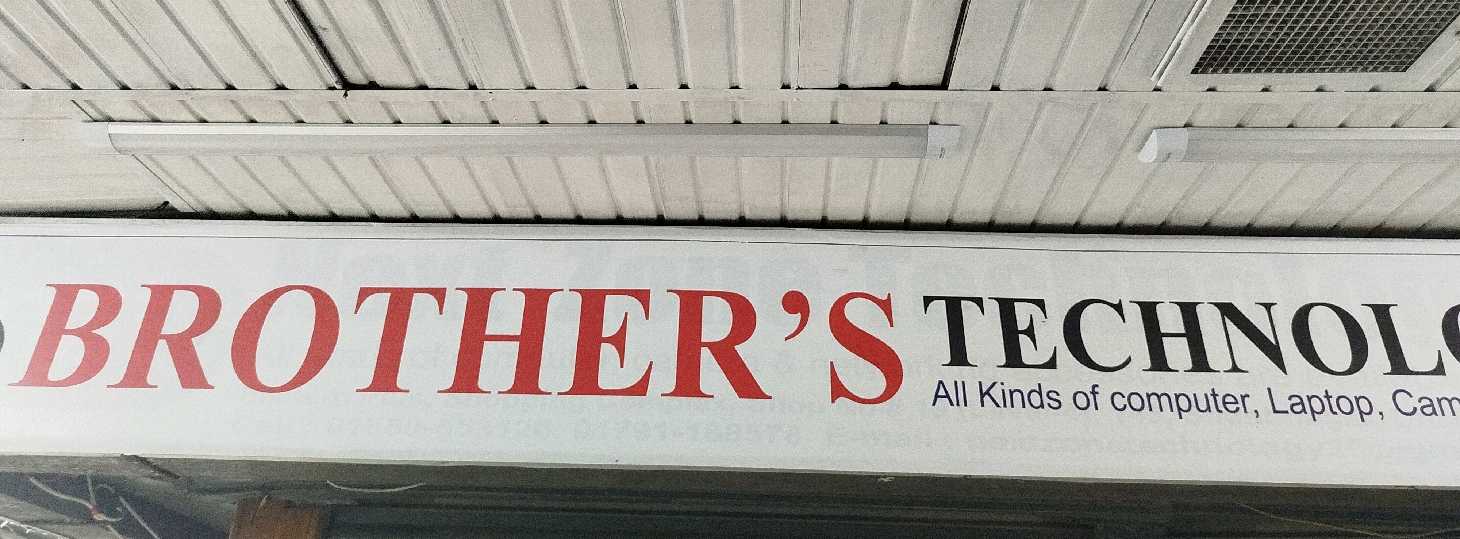 BROTHER'S TECHNOLO
All Kinds of computer, Laptop, Cam